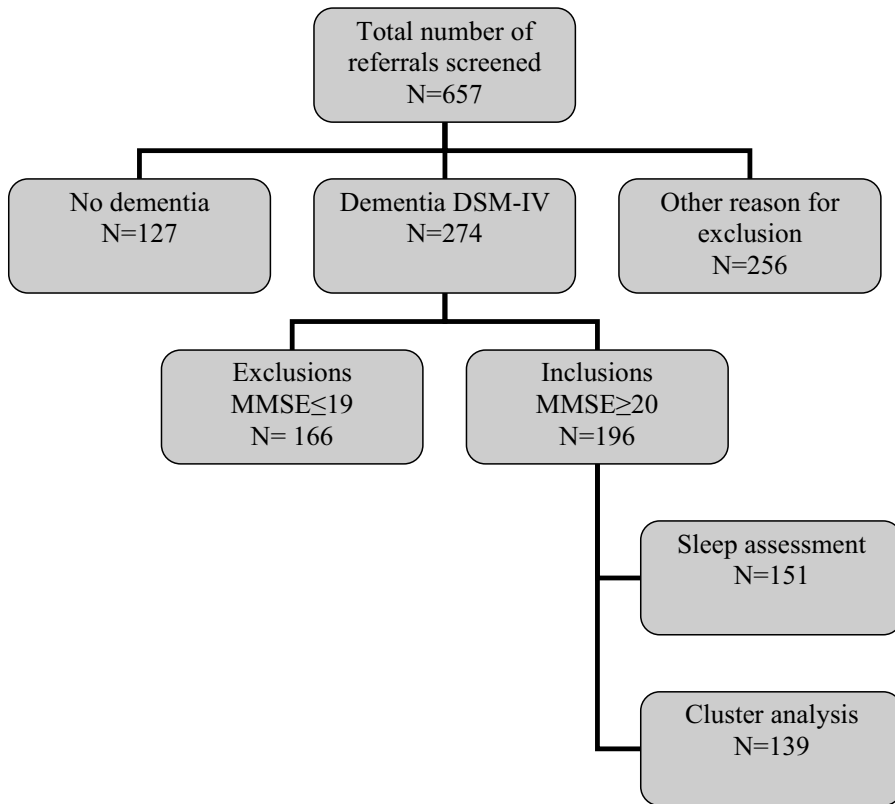 Total number of
referrals screened
N=657
No dementia
N=127
Dementia DSM-IV
N=274
Other reason for
exclusion
N=256
Exclusions
MMSE≤19
N= 166
Inclusions
MMSE≥20
N=196
Sleep assessment
N=151
Cluster analysis
N=139